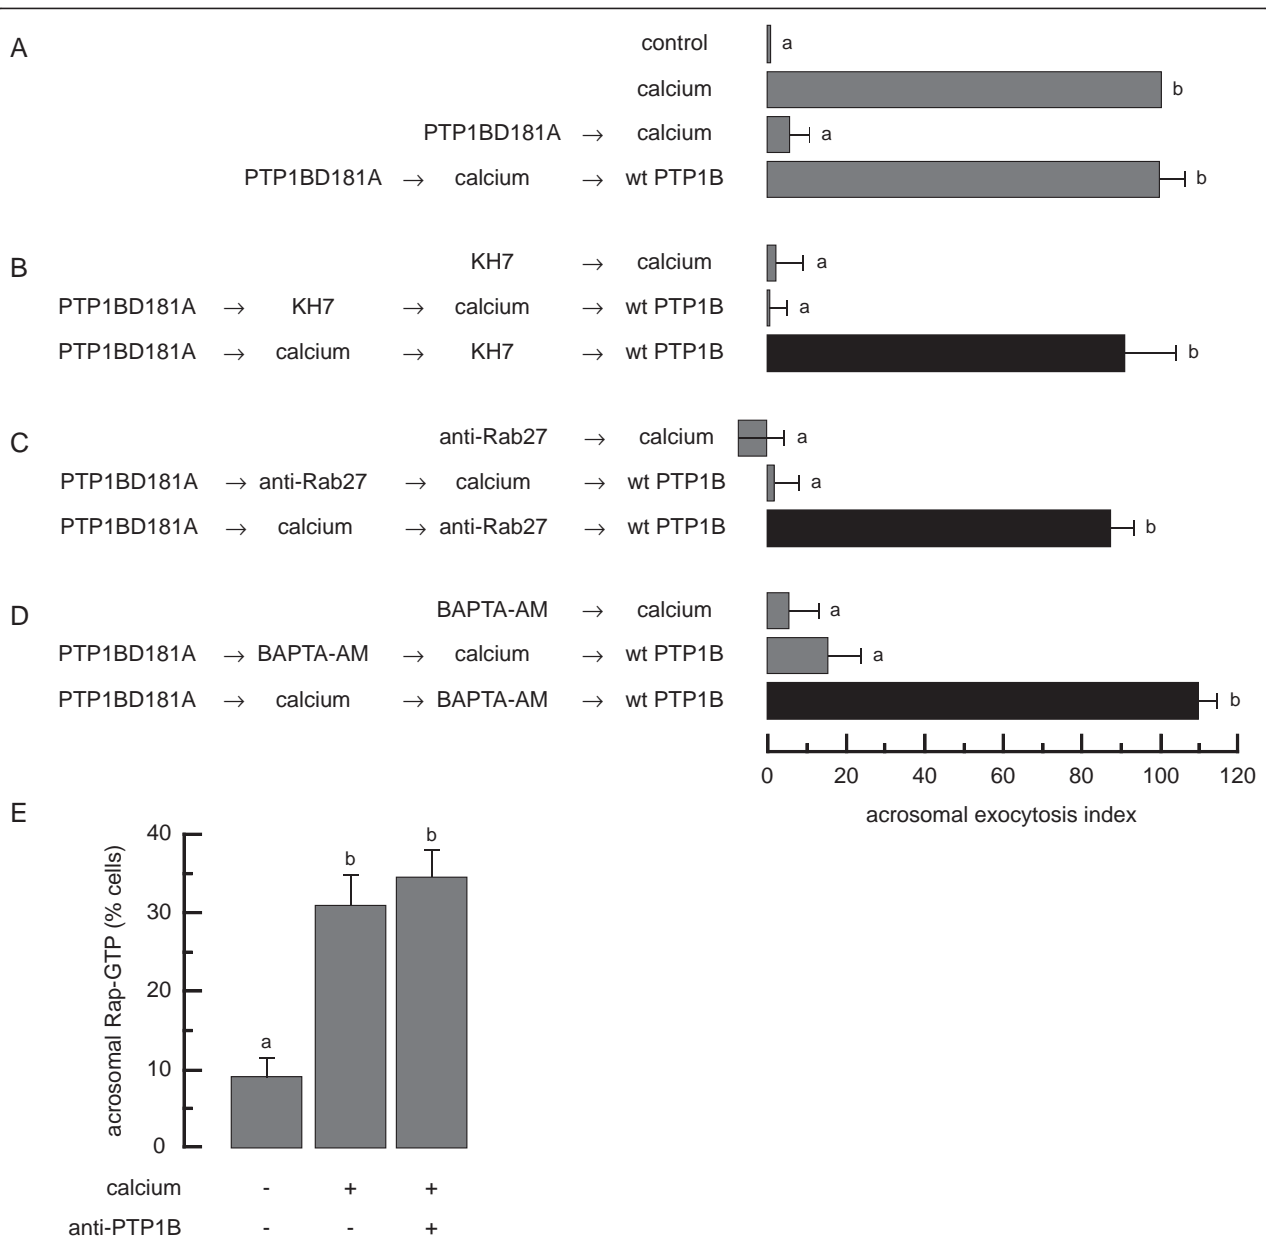 A
control a
calcium b
PTP1BD181A → calcium a
PTP1BD181A → calcium → wt PTP1B b
B
KH7 → calcium a
PTP1BD181A → KH7 → calcium → wt PTP1B a
PTP1BD181A → calcium → KH7 → wt PTP1B b
C
anti-Rab27 → calcium a
PTP1BD181A → anti-Rab27 → calcium → wt PTP1B a
PTP1BD181A → calcium → anti-Rab27 → wt PTP1B b
D
BAPTA-AM → calcium a
PTP1BD181A → BAPTA-AM → calcium → wt PTP1B a
PTP1BD181A → calcium → BAPTA-AM → wt PTP1B b
0 20 40 60 80 100 120
acrosomal exocytosis index
E
acrosomal Rap-GTP (% cells)
40
30
20
10
0
a b b
calcium - + +
anti-PTP1B - - +